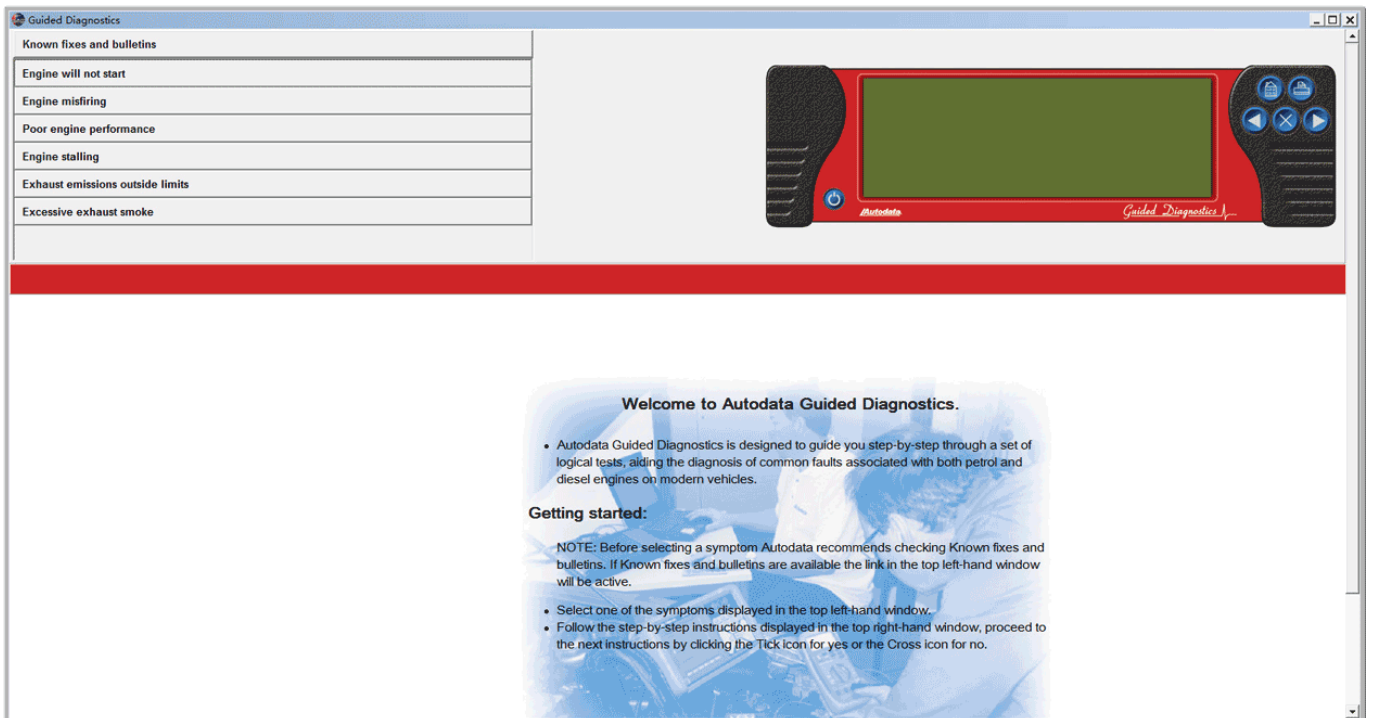 Guided Diagnostics
Known fixes and bulletins
Engine will not start
Engine misfiring
Poor engine performance
Engine stalling
Exhaust emissions outside limits
Excessive exhaust smoke
Autodata
Guided Diagnostics
Welcome to Autodata Guided Diagnostics.
• Autodata Guided Diagnostics is designed to guide you step-by-step through a set of
logical tests, aiding the diagnosis of common faults associated with both petrol and
diesel engines on modern vehicles.
Getting started:
NOTE: Before selecting a symptom Autodata recommends checking Known fixes and
bulletins. If Known fixes and bulletins are available the link in the top left-hand window
will be active.
• Select one of the symptoms displayed in the top left-hand window.
• Follow the step-by-step instructions displayed in the top right-hand window, proceed to
the next instructions by clicking the Tick icon for yes or the Cross icon for no.